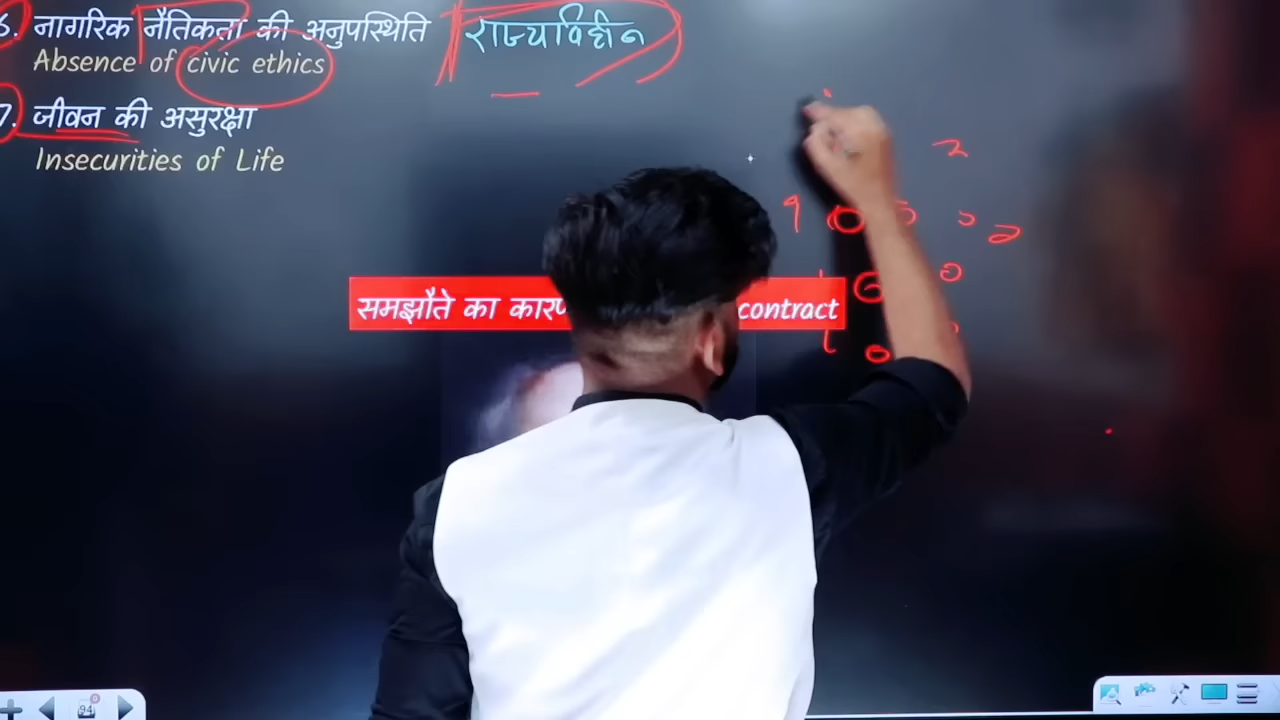 6. नागरिक नैतिकता की अनुपस्थिति राज्यविहीन
Absence of civic ethics
7. जीवन की असुरक्षा
Insecurities of Life
समझौते का contract
94